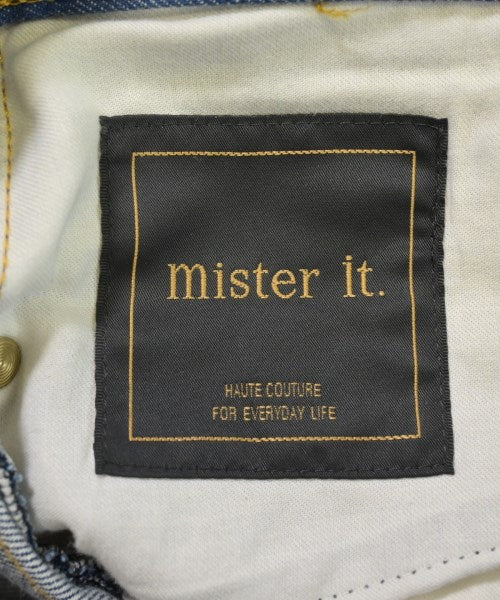 mister it.
HAUTE COUTURE
FOR EVERYDAY LIFE